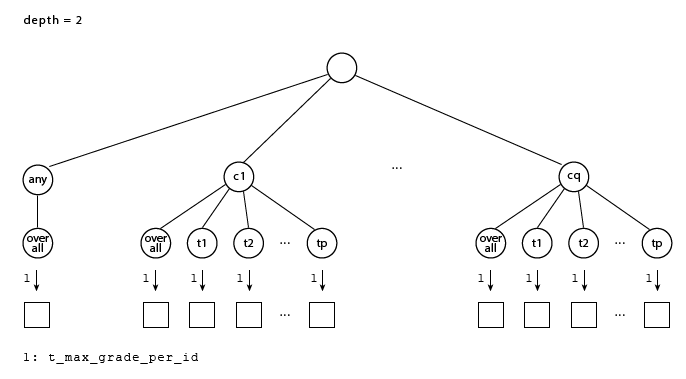 depth = 2
any c1 ... cq
over all over all t1 t2 ... tp over all t1 t2 ... tp
1 1 1 1 1 1 1 1 1
...  ...
1: t_max_grade_per_id